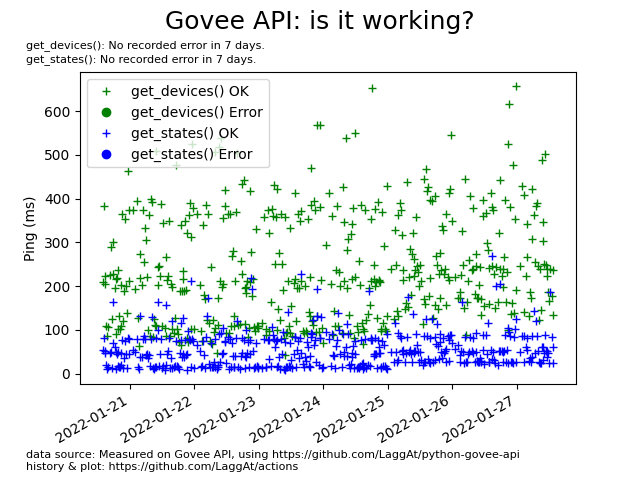 Govee API: is it working?
get_devices(): No recorded error in 7 days.
get_states(): No recorded error in 7 days.
get_devices() OK
get_devices() Error
get_states() OK
get_states() Error
Ping (ms)
600
500
400
300
200
100
0
2022-01-21
2022-01-22
2022-01-23
2022-01-24
2022-01-25
2022-01-26
2022-01-27
data source: Measured on Govee API, using https://github.com/LaggAt/python-govee-api
history & plot: https://github.com/LaggAt/actions